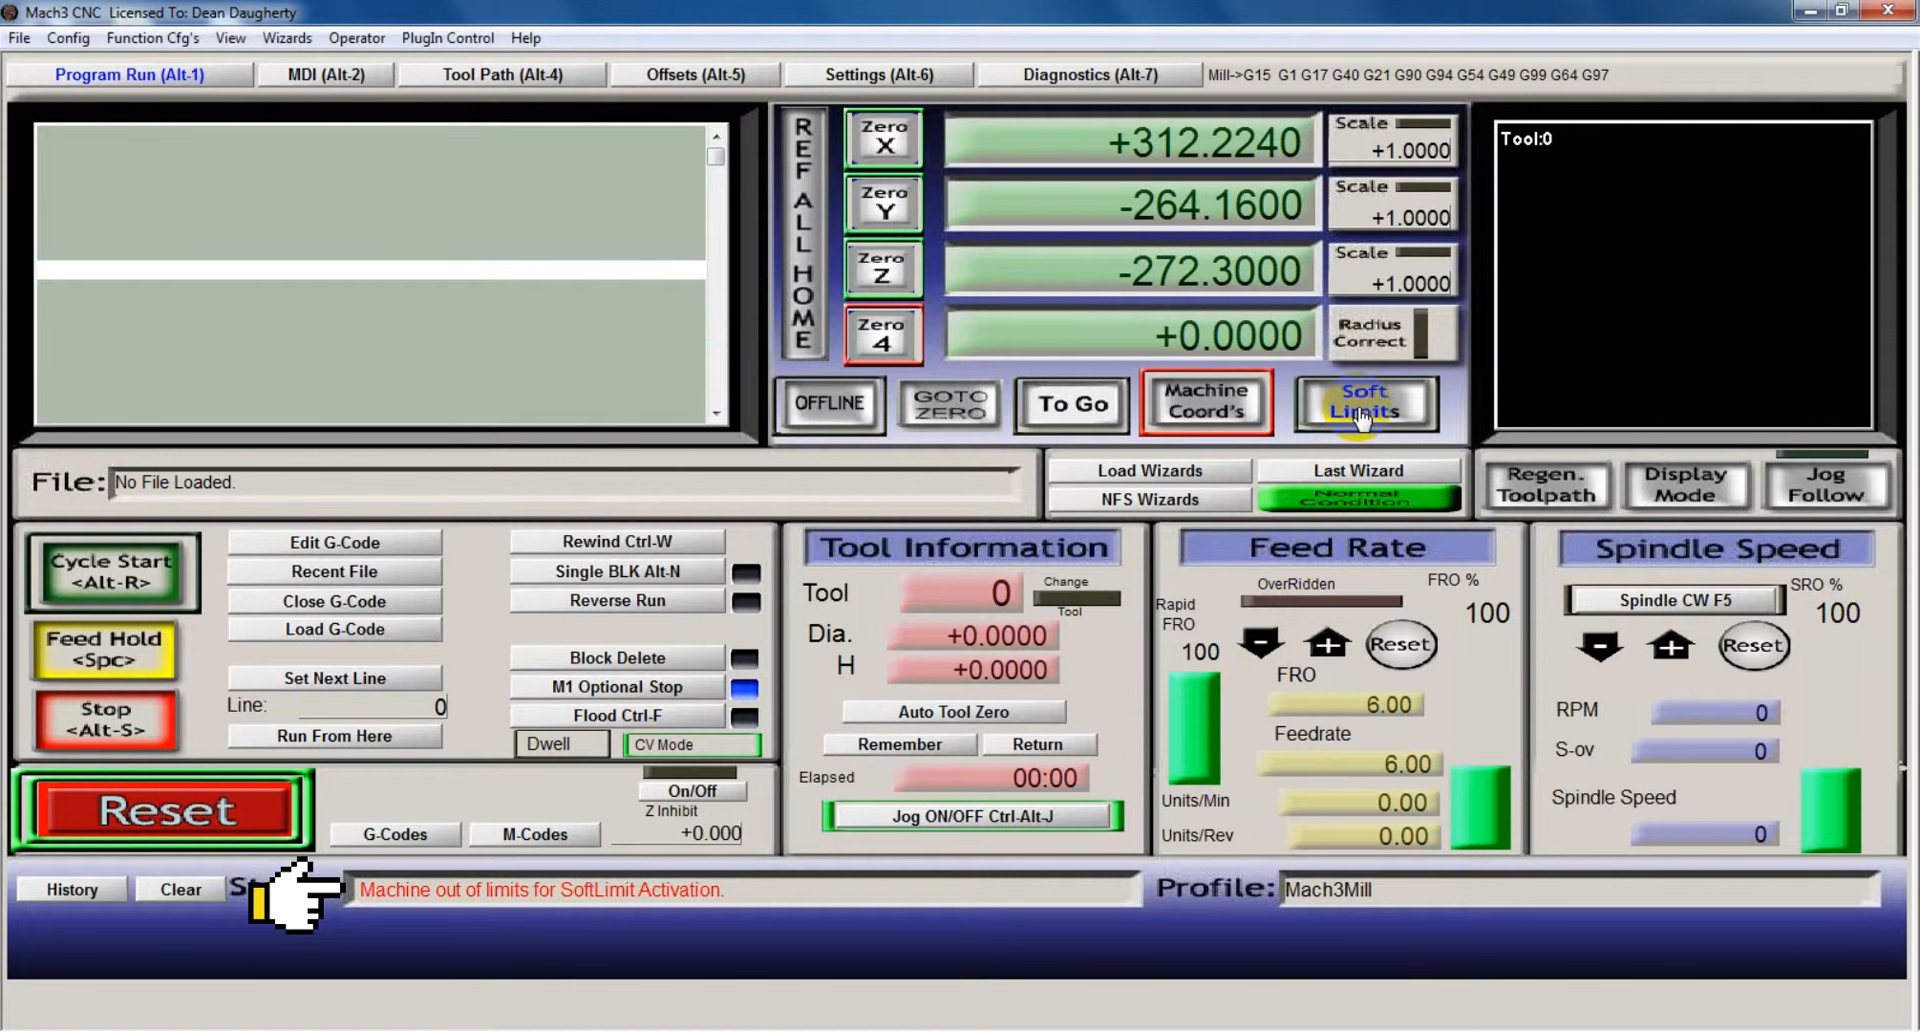 Mach3 CNC  Licensed To: Dean Daugherty
File Config Function Cfg's View Wizards Operator PlugIn Control Help
Program Run (Alt-1) MDI (Alt-2) Tool Path (Alt-4) Offsets (Alt-5) Settings (Alt-6) Diagnostics (Alt-7) Mill->G15  G1 G17 G40 G21 G90 G94 G54 G49 G99 G64 G97
REF ALL HOME
Zero X +312.2240 Scale +1.0000
Zero Y -264.1600 Scale +1.0000
Zero Z -272.3000 Scale +1.0000
Zero 4 +0.0000 Radius Correct
OFFLINE GOTO ZERO To Go Machine Coord's Soft Limits
Tool:0
File: No File Loaded.
Load Wizards Last Wizard
NFS Wizards Normal Condition
Regen. Toolpath Display Mode Jog Follow
Cycle Start <Alt-R>
Feed Hold <Spc>
Stop <Alt-S>
Edit G-Code
Recent File
Close G-Code
Load G-Code
Set Next Line
Line: 0
Run From Here
Rewind Ctrl-W
Single BLK Alt-N
Reverse Run
Block Delete
M1 Optional Stop
Flood Ctrl-F
Dwell CV Mode
Reset
G-Codes M-Codes
On/Off
Z Inhibit
+0.000
Tool Information
Tool 0 Change Tool
Dia. +0.0000
H +0.0000
Auto Tool Zero
Remember Return
Elapsed 00:00
Jog ON/OFF Ctrl-Alt-J
Feed Rate
OverRidden FRO % 100
Rapid FRO 100
Reset
FRO
6.00
Feedrate
6.00
Units/Min 0.00
Units/Rev 0.00
Spindle Speed
Spindle CW F5 SRO % 100
Reset
RPM 0
S-ov 0
Spindle Speed
0
History Clear Machine out of limits for SoftLimit Activation. Profile: Mach3Mill